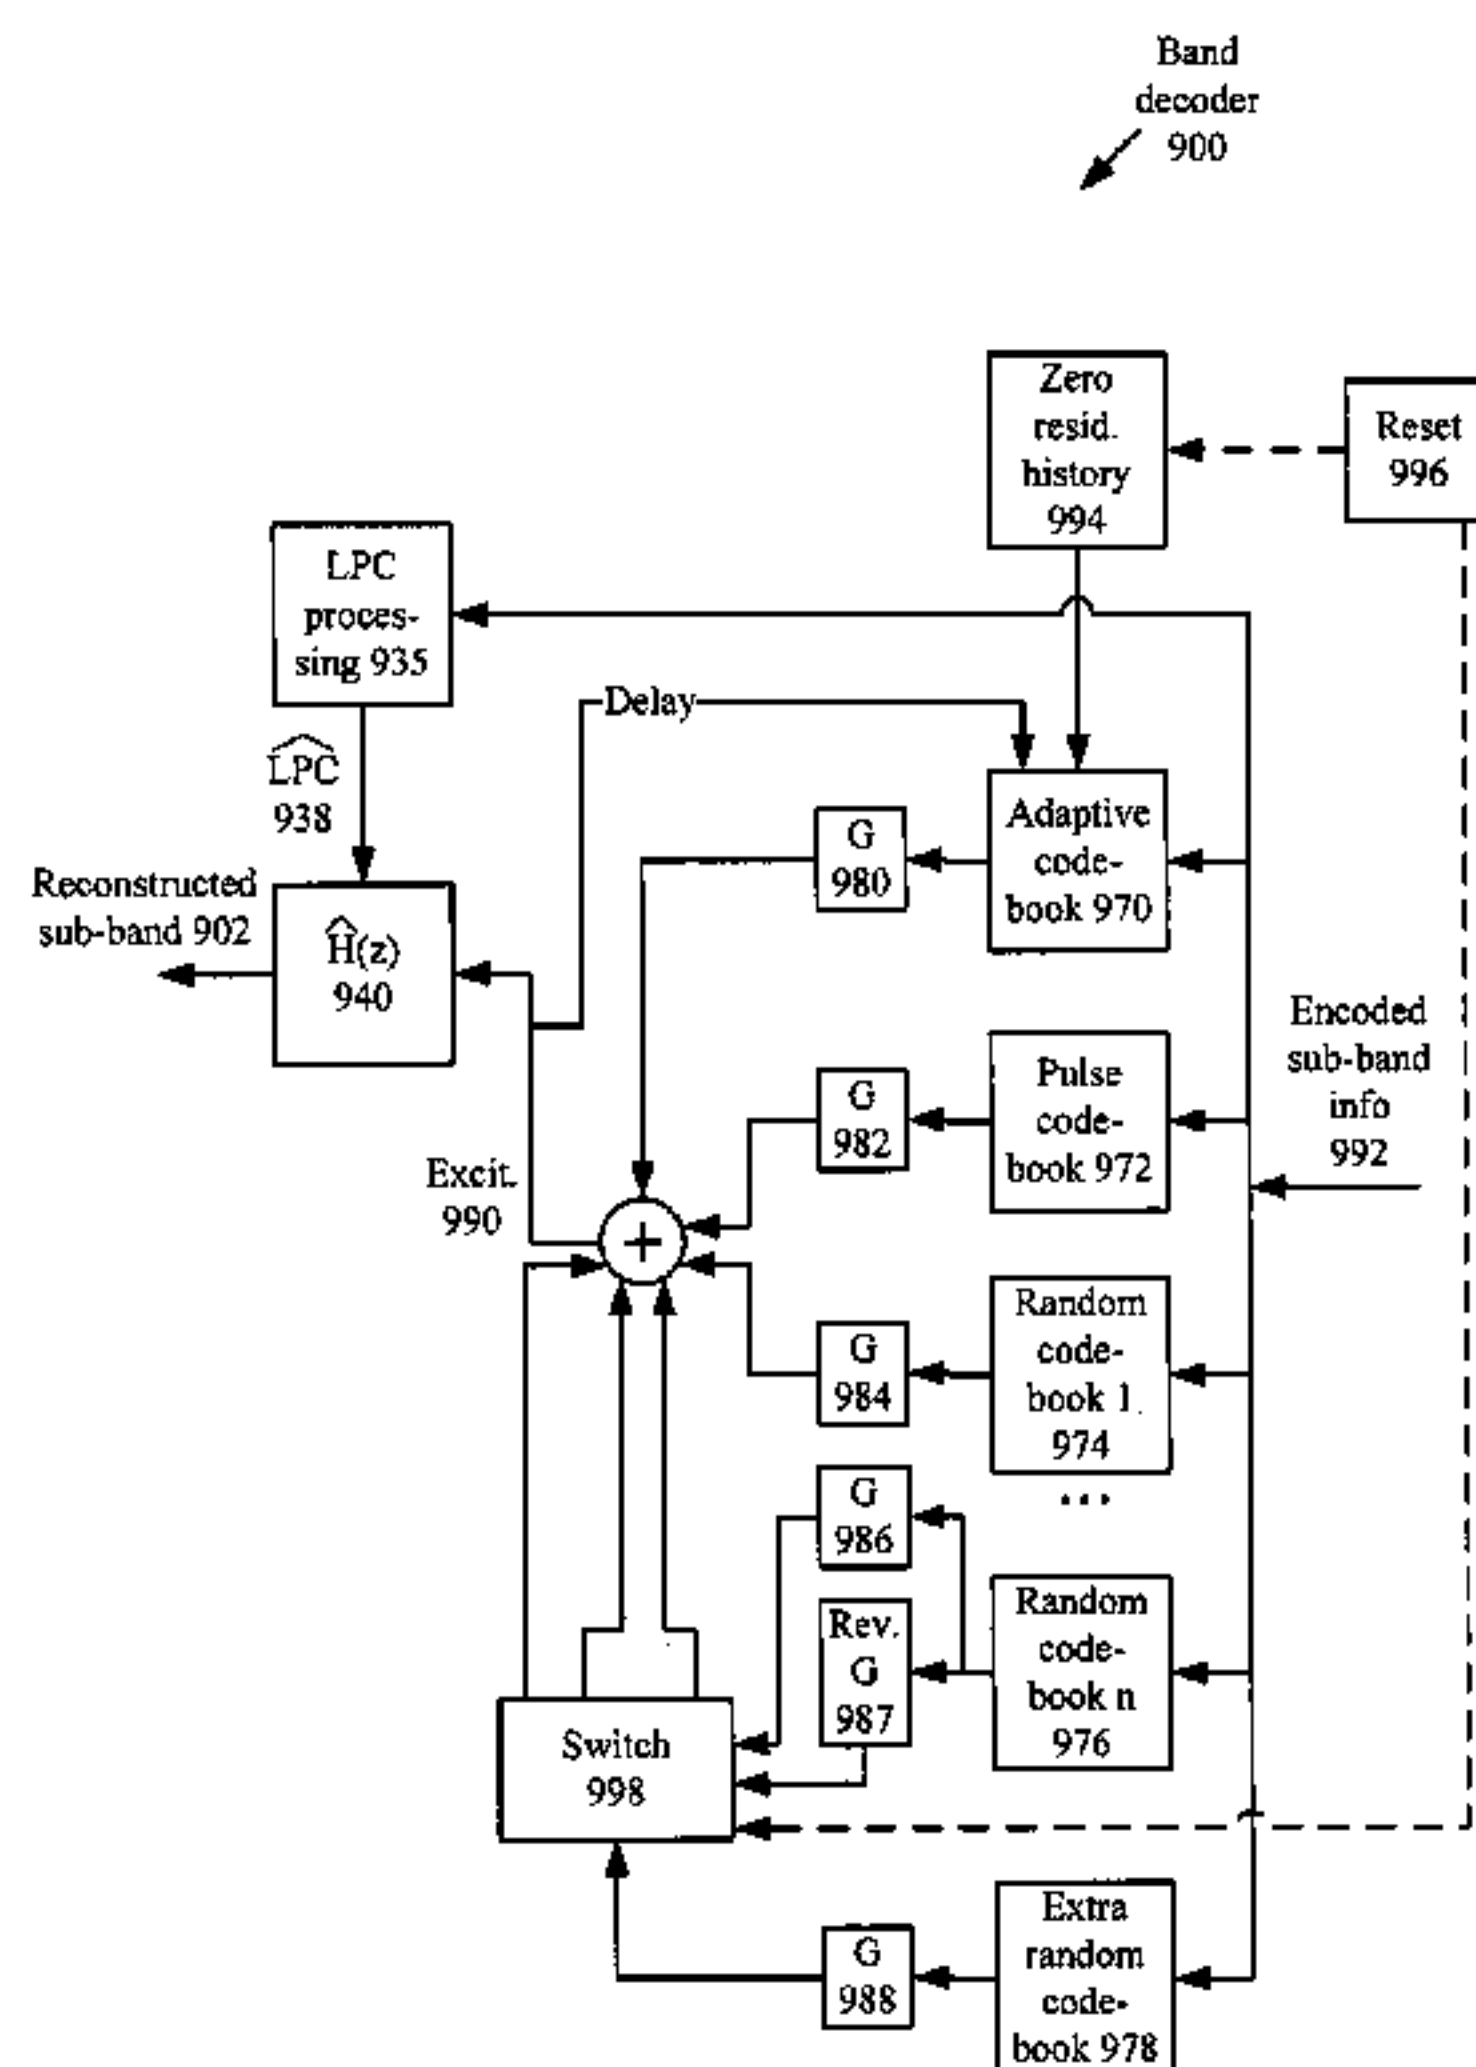 Band
decoder
900
Zero
resid.
history
994
Reset
996
LPC
proces-
sing 935
Delay
LPC
938
Adaptive
code-
book 970
G
980
Reconstructed
sub-band 902
Ĥ(z)
940
Encoded
sub-band
info
992
Pulse
code-
book 972
G
982
Excit.
990
+
Random
code-
book 1
974
G
984
...
G
986
Random
code-
book n
976
Rev.
G
987
Switch
998
Extra
random
code-
book 978
G
988